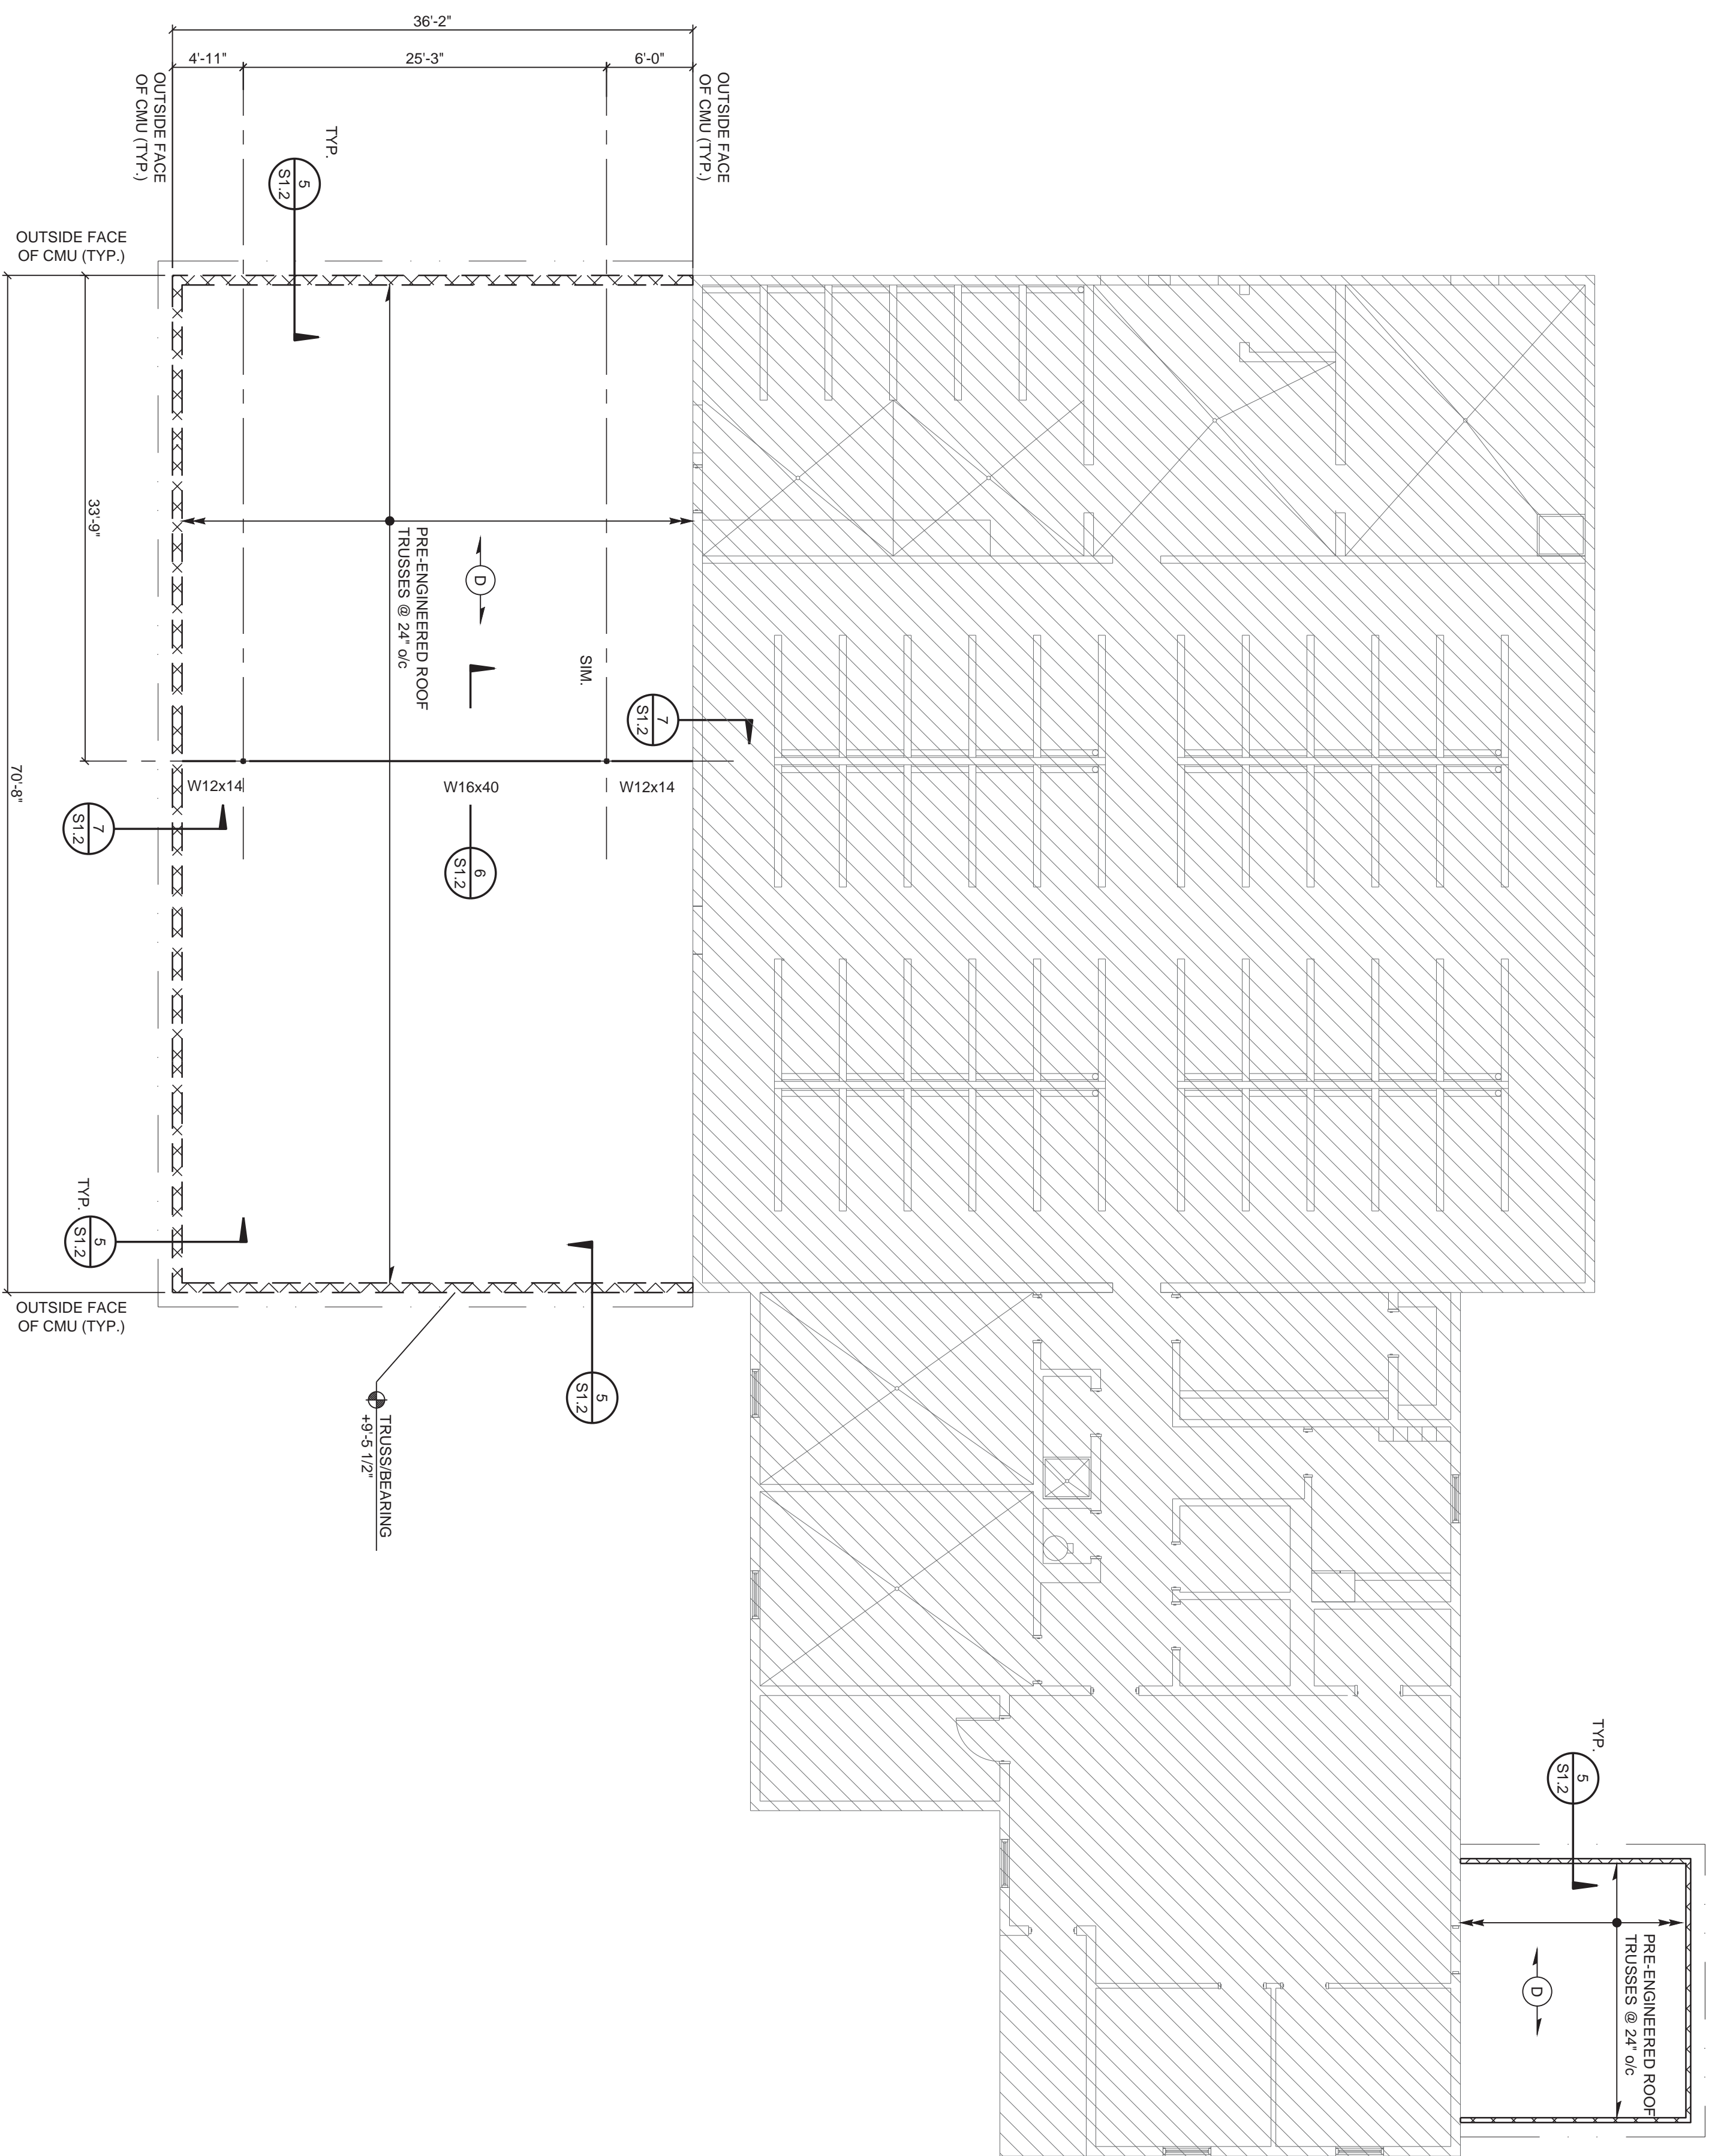 36'-2"
4'-11"
25'-3"
6'-0"
OUTSIDE FACE
OF CMU (TYP.)
OUTSIDE FACE
OF CMU (TYP.)
TYP.
5
S1.2
OUTSIDE FACE
OF CMU (TYP.)
33'-9"
70'-8"
PRE-ENGINEERED ROOF
TRUSSES @ 24" o/c
D
SIM.
7
S1.2
W12x14
W16x40
W12x14
7
S1.2
6
S1.2
TYP.
5
S1.2
OUTSIDE FACE
OF CMU (TYP.)
5
S1.2
TRUSS/BEARING
+9'-5 1/2"
TYP.
5
S1.2
PRE-ENGINEERED ROOF
TRUSSES @ 24" o/c
D